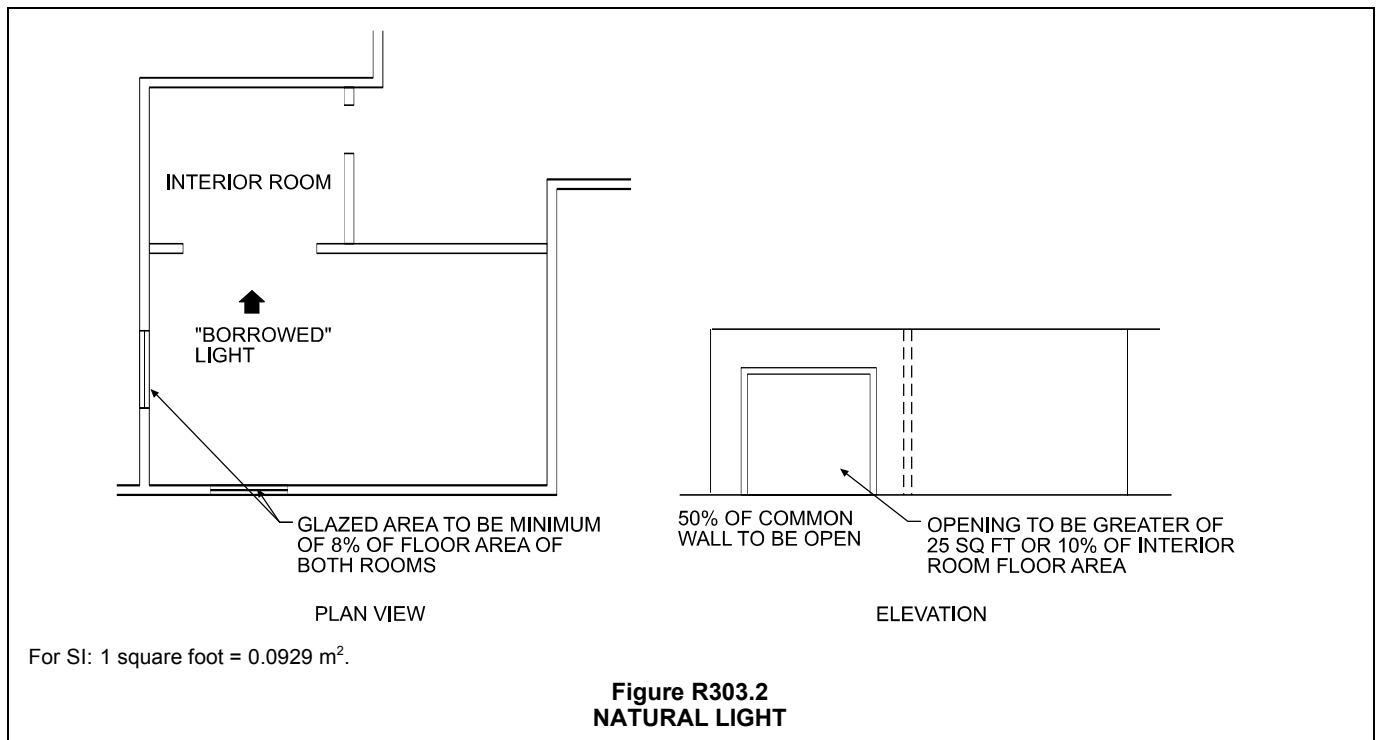 INTERIOR ROOM
"BORROWED"
LIGHT
GLAZED AREA TO BE MINIMUM
OF 8% OF FLOOR AREA OF
BOTH ROOMS
PLAN VIEW
50% OF COMMON
WALL TO BE OPEN
OPENING TO BE GREATER OF
25 SQ FT OR 10% OF INTERIOR
ROOM FLOOR AREA
ELEVATION
For SI: 1 square foot = 0.0929 m².
Figure R303.2
NATURAL LIGHT